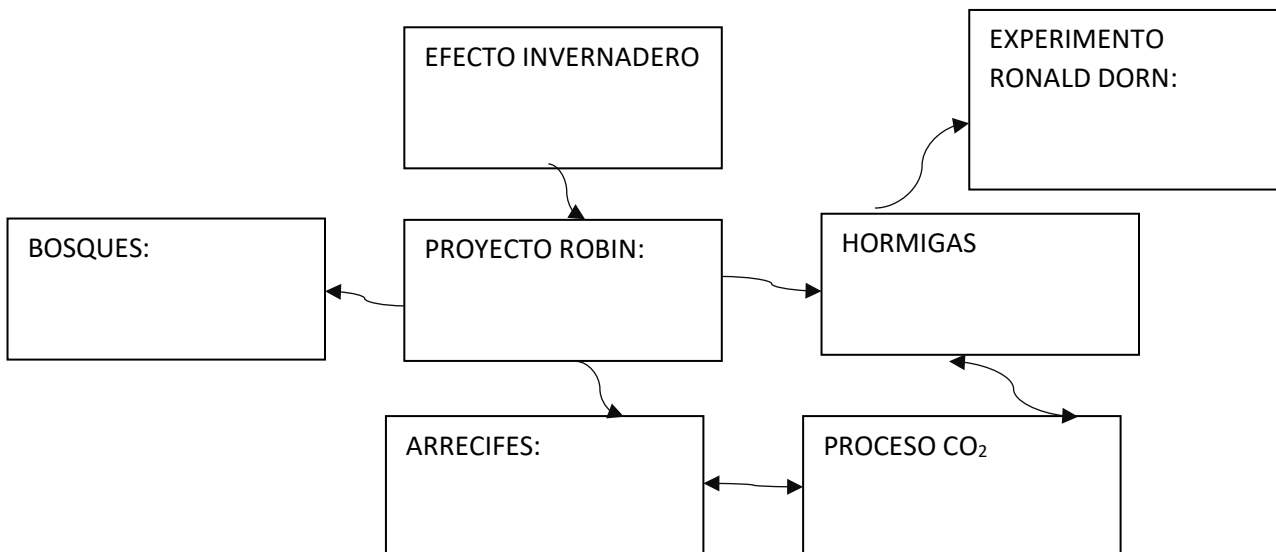 EFECTO INVERNADERO
EXPERIMENTO
RONALD DORN:
BOSQUES:
PROYECTO ROBIN:
HORMIGAS
ARRECIFES:
PROCESO CO₂